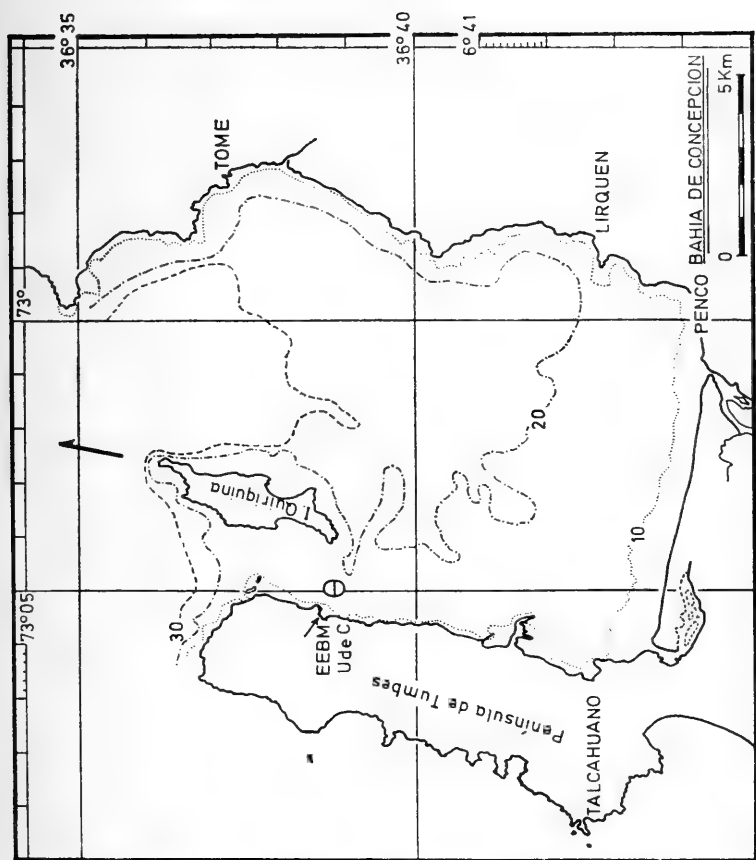 73°05
73°
36°35
36°40
6°41
TOME
LIRQUEN
PENCO
BAHIA DE CONCEPCION
0 5 Km
I. Quiriquina
30
20
10
EEBM
U de C.
Península de Tumbes
TALCAHUANO